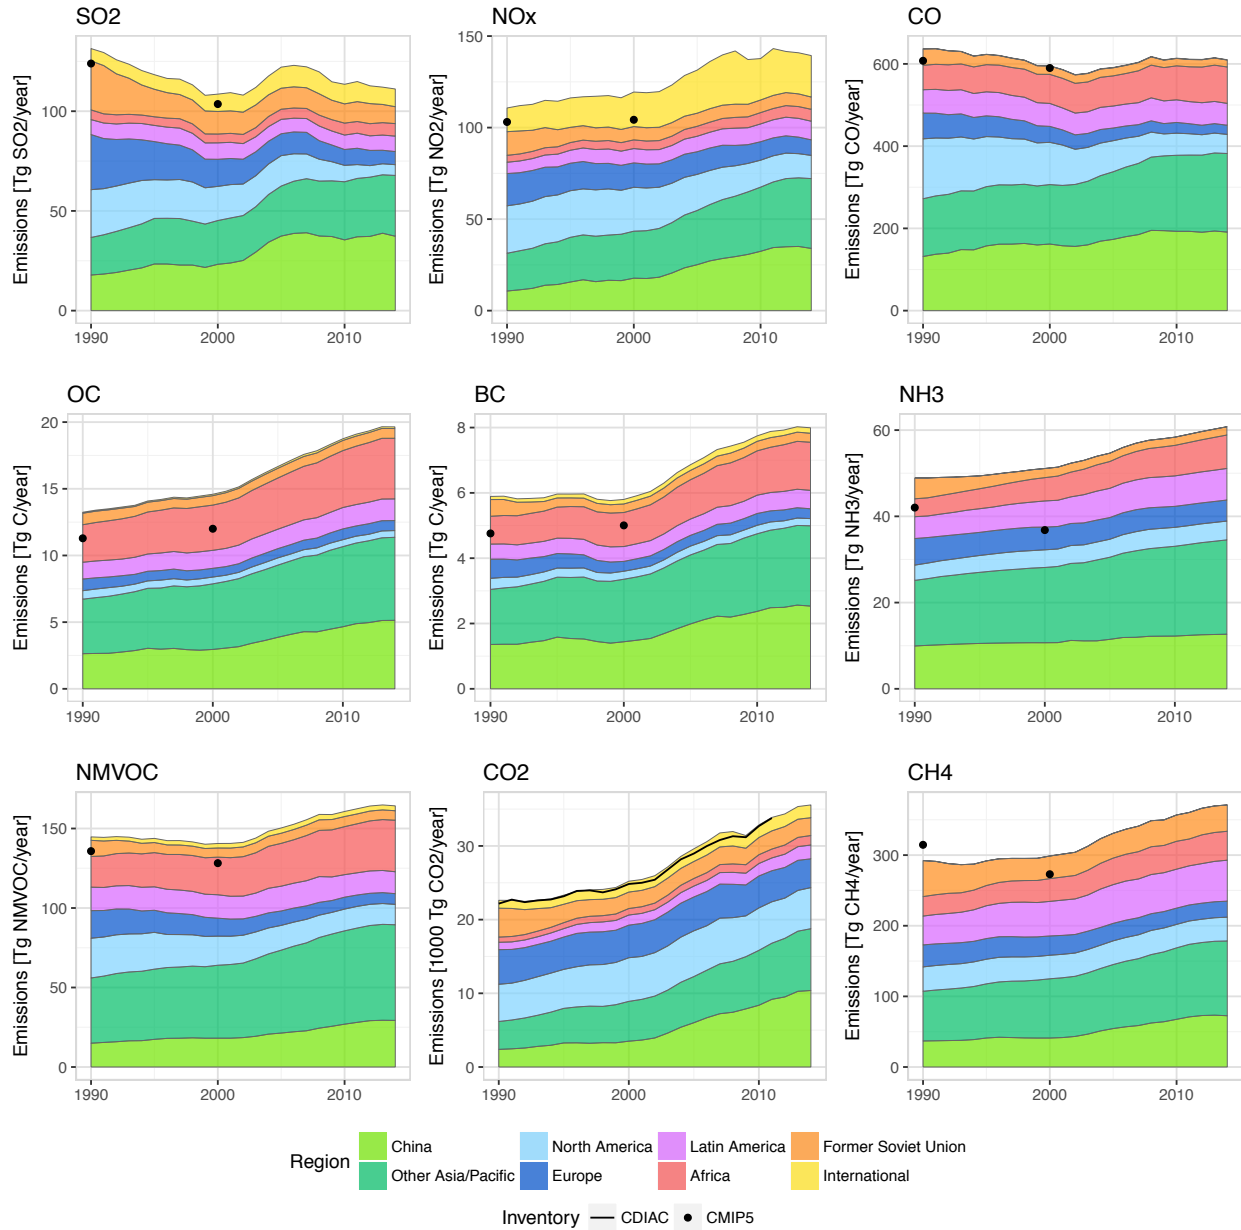 SO2
NOx
CO
Emissions [Tg SO2/year]
100
50
0
1990
2000
2010
Emissions [Tg NO2/year]
150
100
50
0
1990
2000
2010
Emissions [Tg CO/year]
600
400
200
0
1990
2000
2010
OC
BC
NH3
Emissions [Tg C/year]
20
15
10
5
0
1990
2000
2010
Emissions [Tg C/year]
8
6
4
2
0
1990
2000
2010
Emissions [Tg NH3/year]
60
40
20
0
1990
2000
2010
NMVOC
CO2
CH4
Emissions [Tg NMVOC/year]
150
100
50
0
1990
2000
2010
Emissions [1000 Tg CO2/year]
30
20
10
0
1990
2000
2010
Emissions [Tg CH4/year]
300
200
100
0
1990
2000
2010
Region
China
North America
Latin America
Former Soviet Union
Other Asia/Pacific
Europe
Africa
International
Inventory
CDIAC
CMIP5